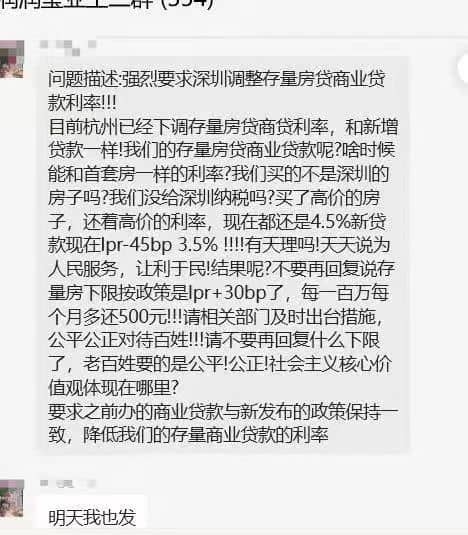 问题描述:强烈要求深圳调整存量房贷商业贷
款利率!!!
目前杭州已经下调存量房贷商贷利率，和新增
贷款一样!我们的存量房贷商业贷款呢?啥时候
能和首套房一样的利率?我们买的不是深圳的
房子吗?我们没给深圳纳税吗?买了高价的房
子，还着高价的利率，现在都还是4.5%新贷
款现在lpr-45bp 3.5% !!!!有天理吗!天天说为
人民服务，让利于民!结果呢?不要再回复说存
量房下限按政策是lpr+30bp了，每一百万每
个月多还500元!!!请相关部门及时出台措施，
公平公正对待百姓!!!请不要再回复什么下限
了，老百姓要的是公平!公正!社会主义核心价
值观体现在哪里?
要求之前办的商业贷款与新发布的政策保持一
致，降低我们的存量商业贷款的利率
明天我也发